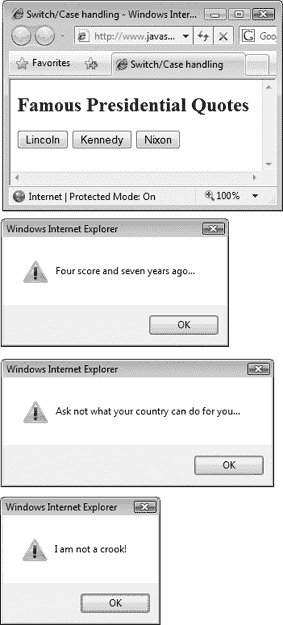 Switch/Case handling - Windows Inter...
http://www.javas...
Goo
Favorites
Switch/Case handling
Famous Presidential Quotes
Lincoln Kennedy Nixon
Internet | Protected Mode: On
100%
Windows Internet Explorer
Four score and seven years ago...
OK
Windows Internet Explorer
Ask not what your country can do for you...
OK
Windows Internet Explorer
I am not a crook!
OK